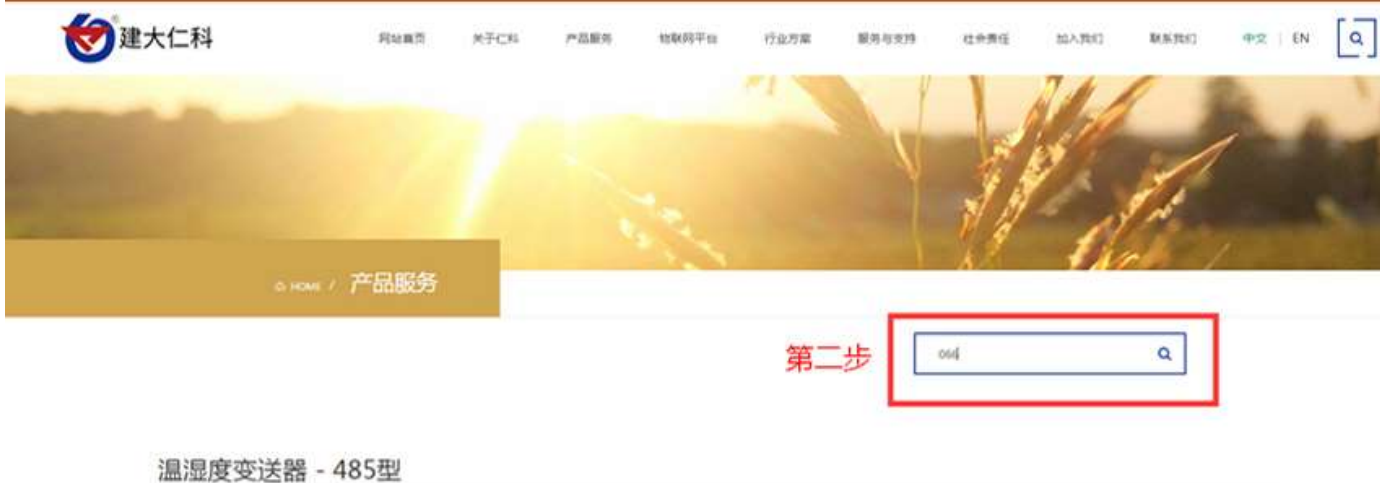 建大仁科
网站首页 关于仁科 产品服务 物联网平台 行业方案 服务与支持 社会责任 加入我们 联系我们 中文 | EN
HOME / 产品服务
第二步 066
温湿度变送器 - 485型